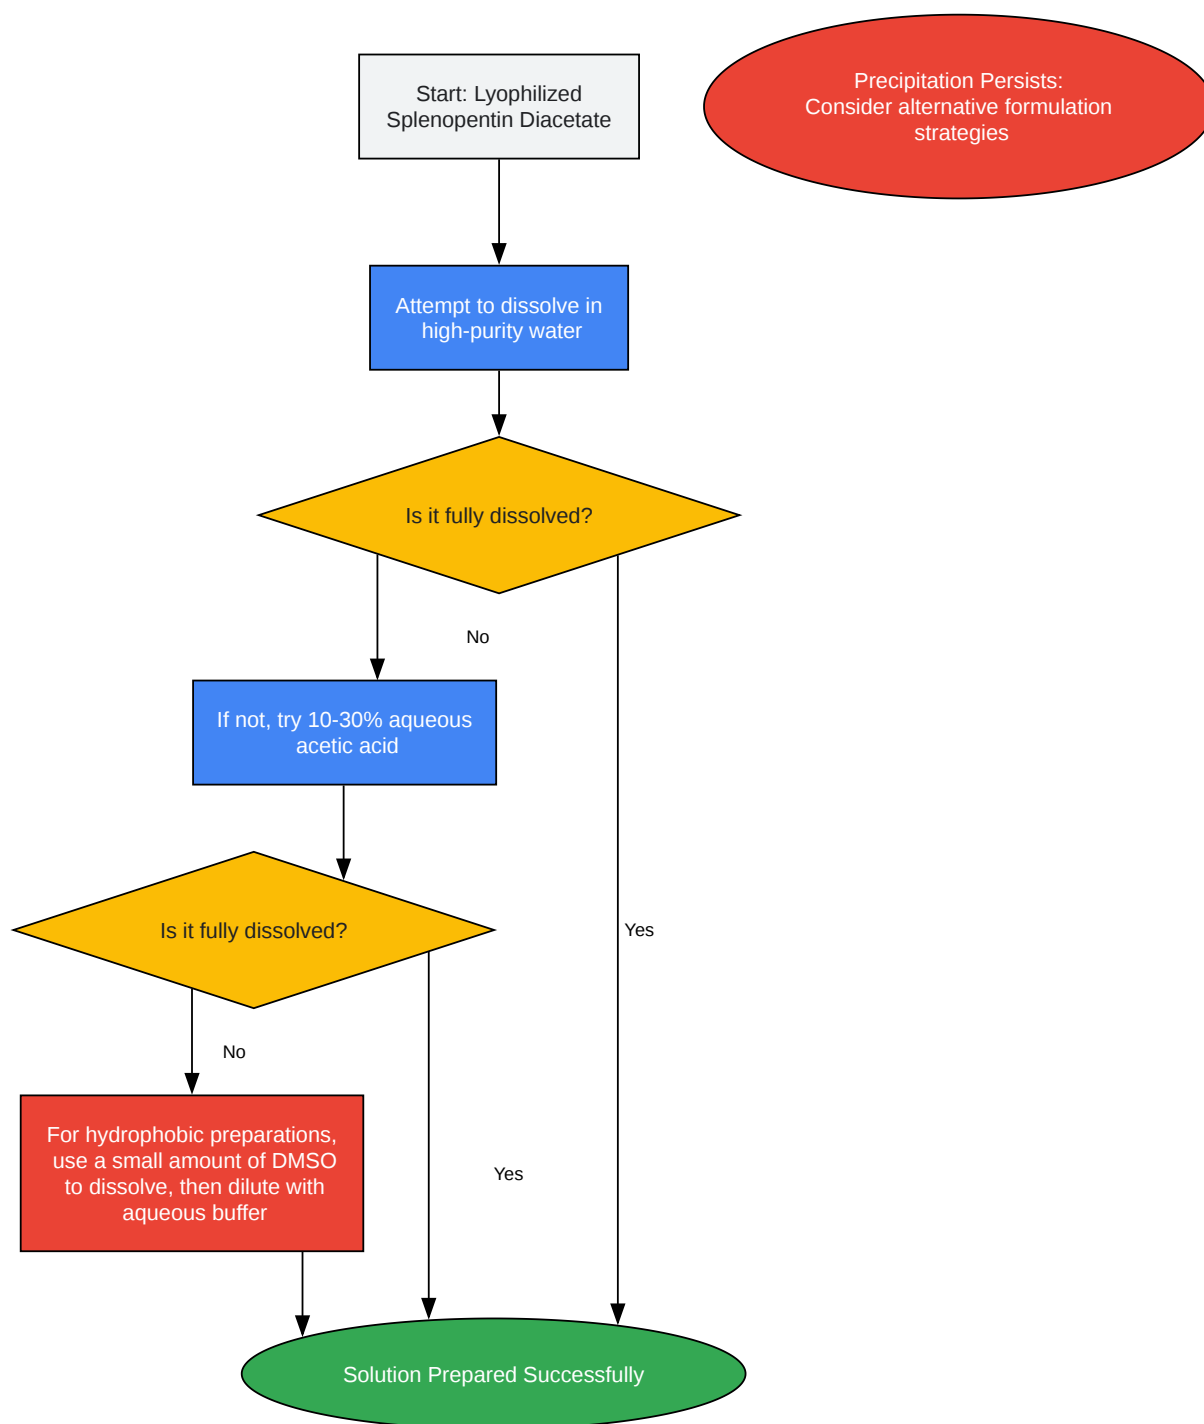 Start: Lyophilized
Splenopentin Diacetate
Precipitation Persists:
Consider alternative formulation
strategies
Attempt to dissolve in
high-purity water
Is it fully dissolved?
No
If not, try 10-30% aqueous
acetic acid
Is it fully dissolved?
Yes
No
For hydrophobic preparations,
use a small amount of DMSO
to dissolve, then dilute with
aqueous buffer
Yes
Solution Prepared Successfully